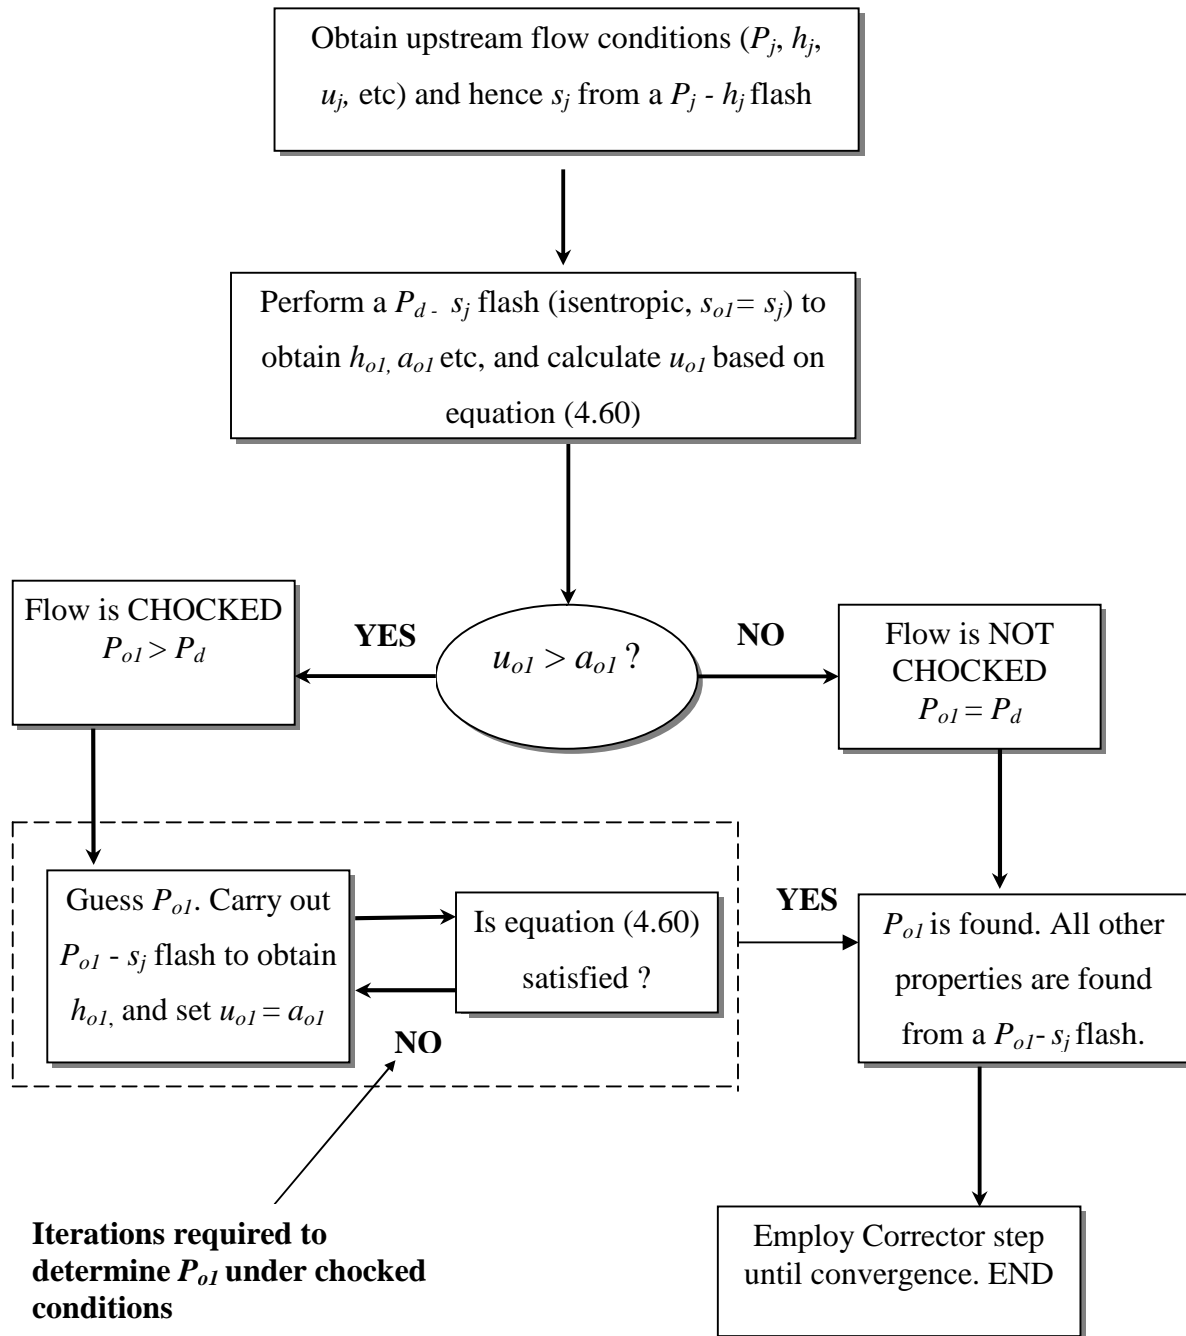 Obtain upstream flow conditions (Pj, hj,
uj, etc) and hence sj from a Pj - hj flash
Perform a Pd - sj flash (isentropic, so1= sj) to
obtain ho1, ao1 etc, and calculate uo1 based on
equation (4.60)
Flow is CHOCKED
Po1 > Pd
YES
uo1 > ao1 ?
NO
Flow is NOT
CHOCKED
Po1 = Pd
Guess Po1. Carry out
Po1 - sj flash to obtain
ho1, and set uo1 = ao1
Is equation (4.60)
satisfied ?
NO
YES
Po1 is found. All other
properties are found
from a Po1- sj flash.
Iterations required to
determine Po1 under chocked
conditions
Employ Corrector step
until convergence. END